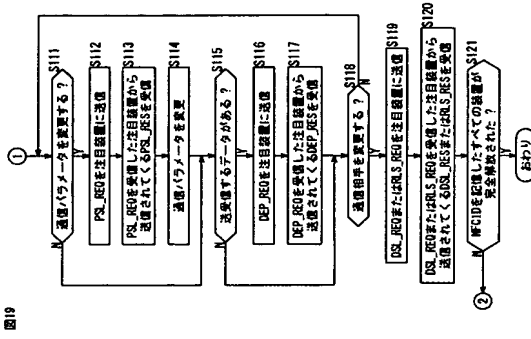 図19
1
S111
通信パラメータを変更する?
N
Y
S112
PSL_REQを注目装置に送信
S113
PSL_REQを受信した注目装置から
送信されてくるPSL_RESを受信
S114
通信パラメータを変更
S115
送受信するデータがある?
N
Y
S116
DEP_REQを注目装置に送信
S117
DEP_REQを受信した注目装置から
送信されてくるDEP_RESを受信
S118
通信相手を変更する?
N
Y
S119
DSL_REQまたはRLS_REQを注目装置に送信
S120
DSL_REQまたはRLS_REQを受信した注目装置から
送信されてくるDSL_RESまたはRLS_RESを受信
S121
NFCIDを記憶したすべての装置が
完全解放された?
N
Y
2
おわり